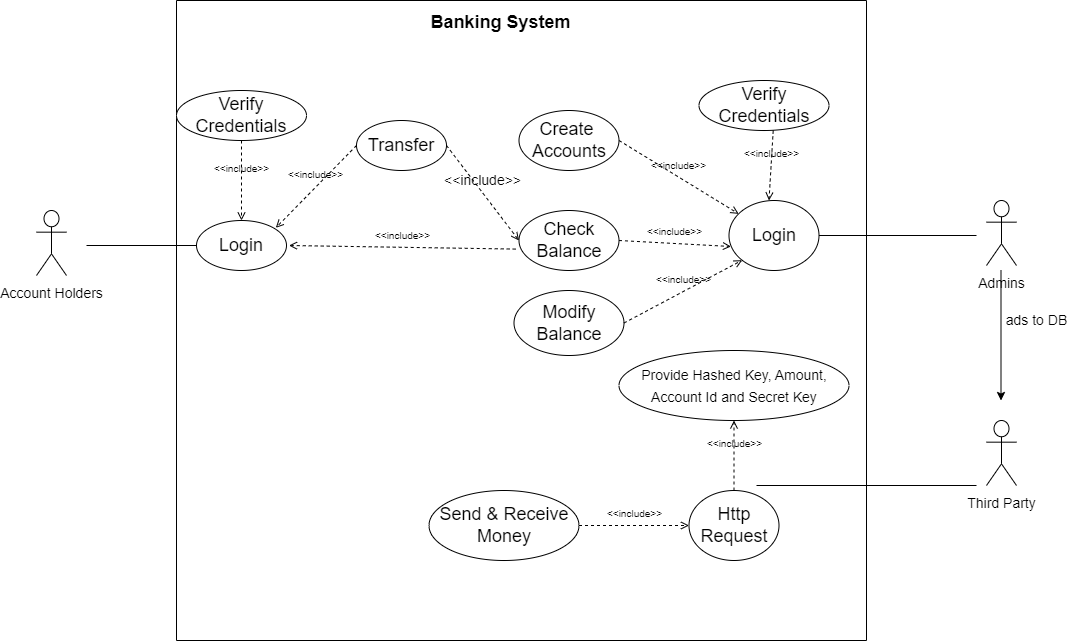 Banking System
Verify
Credentials
Verify
Credentials
Create
Accounts
Transfer
<<include>>
<<include>>
<<include>>
<<include>>
<<include>>
Check
Balance
Login
<<include>>
<<include>>
Login
Account Holders
Admins
<<include>>
Modify
Balance
ads to DB
Provide Hashed Key, Amount,
Account Id and Secret Key
<<include>>
Third Party
Send & Receive
Money
<<include>>
Http
Request